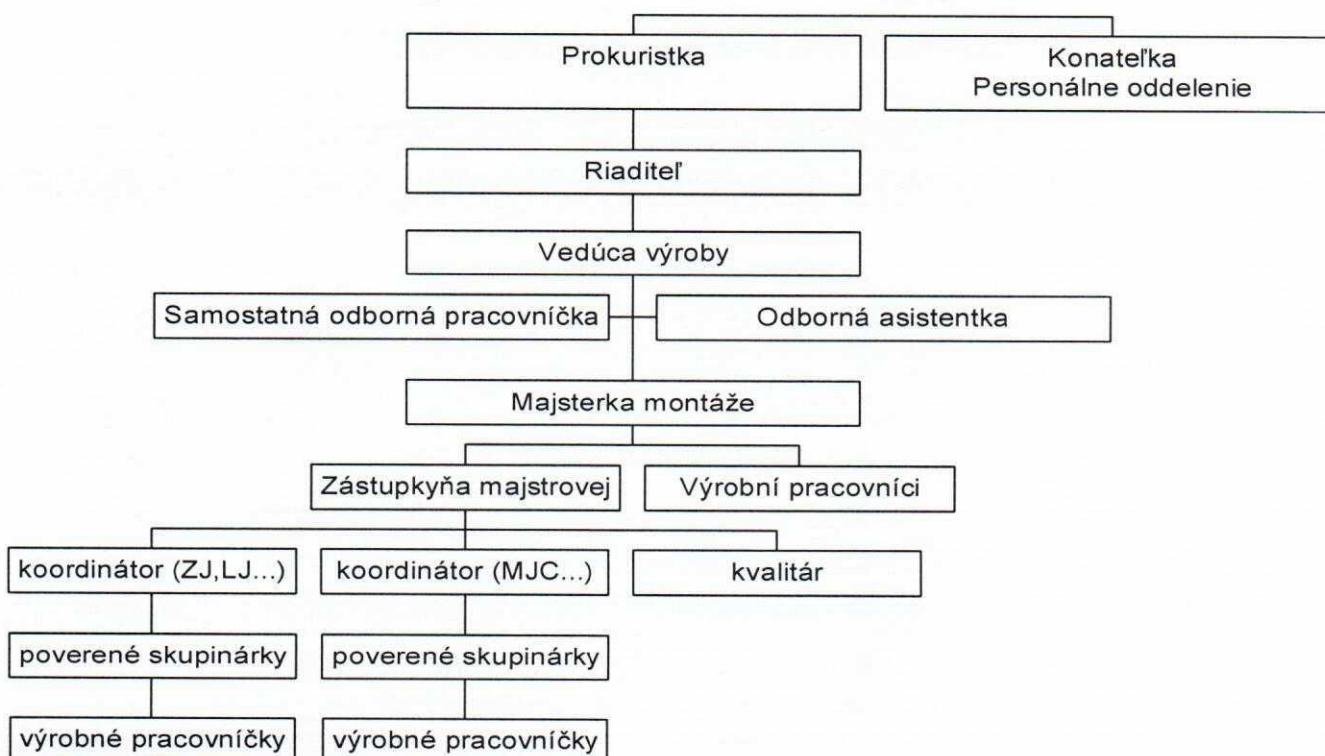 Prokuristka
Konateľka
Personálne oddelenie
Riaditeľ
Vedúca výroby
Samostatná odborná pracovníčka
Odborná asistentka
Majsterka montáže
Zástupkyňa majstrovej
Výrobní pracovníci
koordinátor (ZJ,LJ...)
koordinátor (MJC...)
kvalitár
poverené skupinárky
poverené skupinárky
výrobné pracovníčky
výrobné pracovníčky